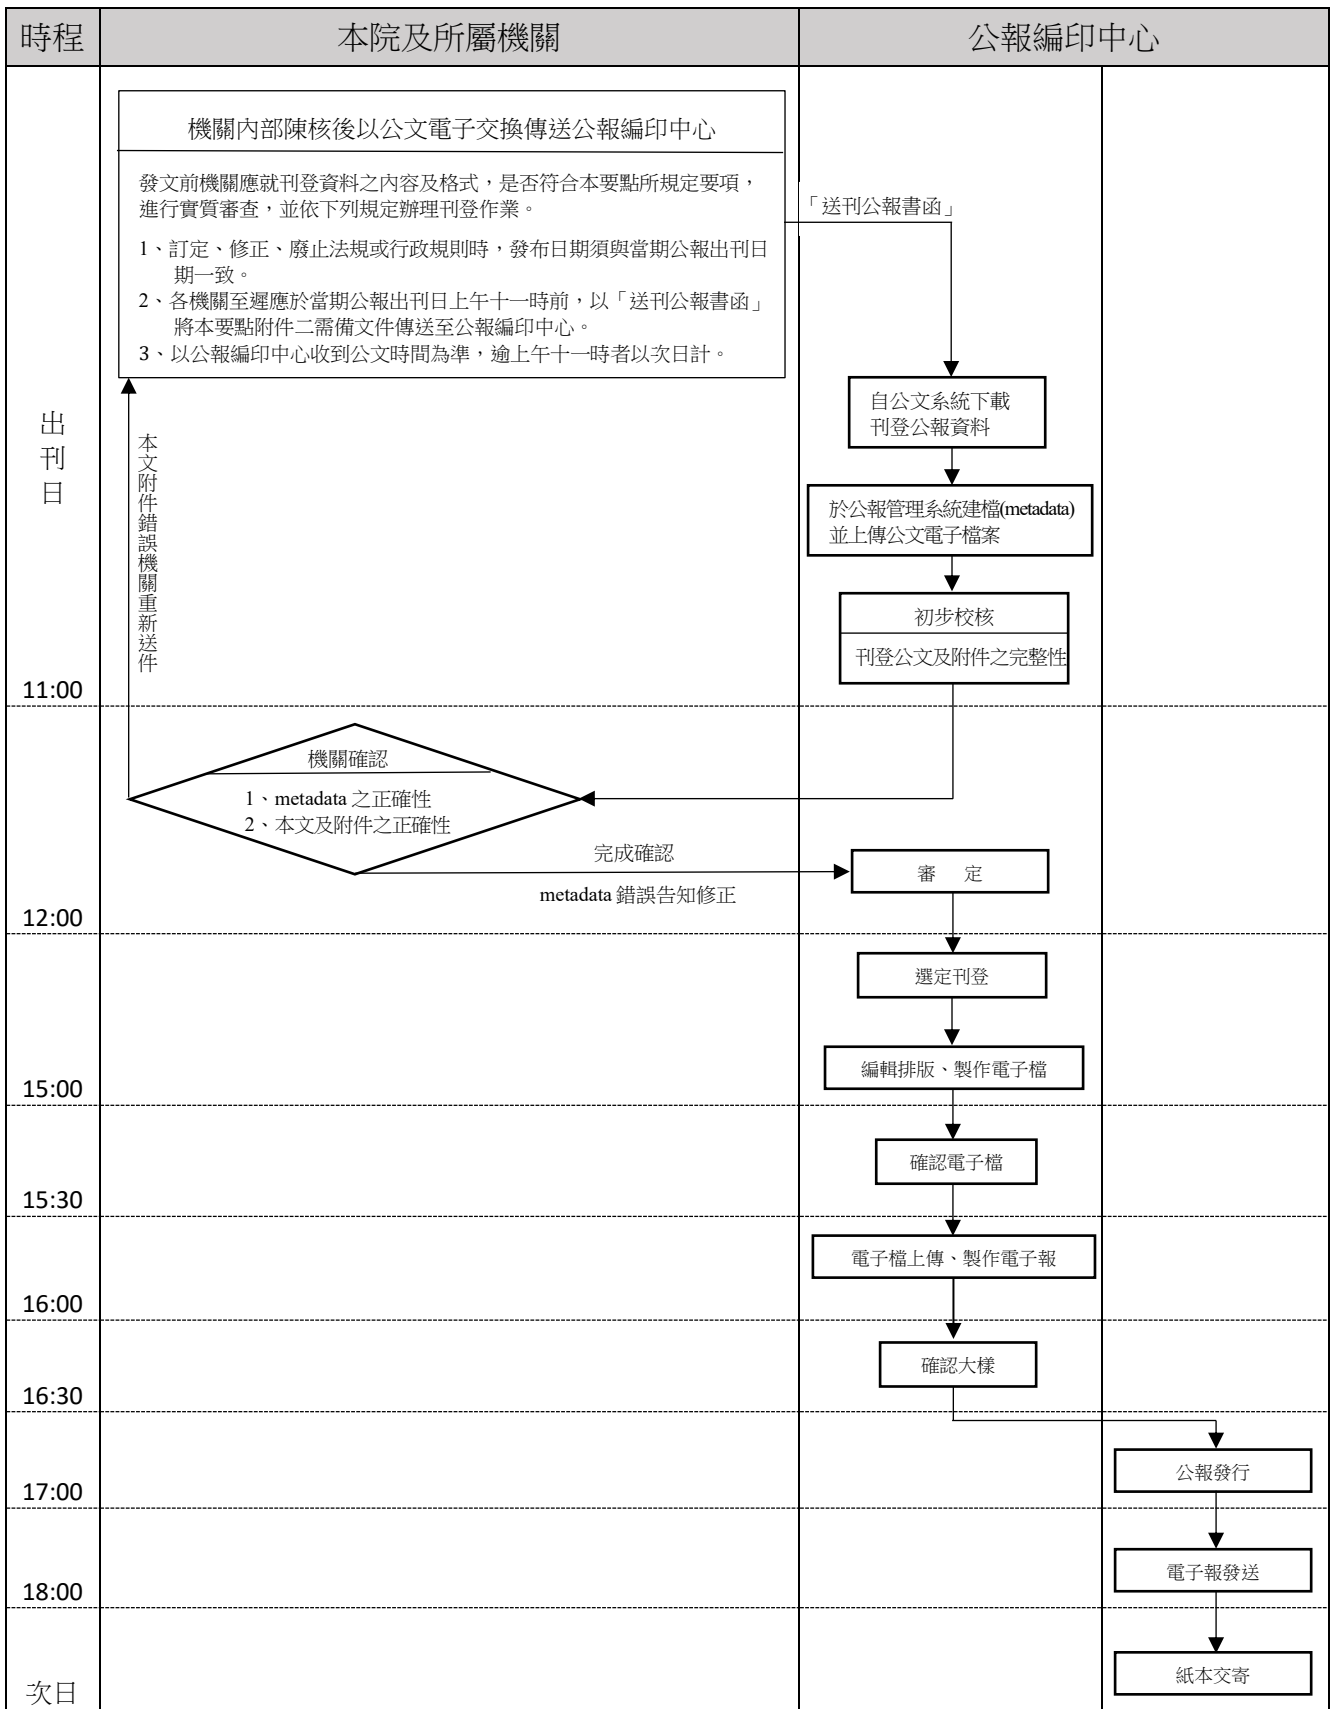 時程
本院及所屬機關
公報編印中心
機關內部陳核後以公文電子交換傳送公報編印中心
發文前機關應就刊登資料之內容及格式，是否符合本要點所規定要項，
進行實質審查，並依下列規定辦理刊登作業。
1、訂定、修正、廢止法規或行政規則時，發布日期須與當期公報出刊日
期一致。
2、各機關至遲應於當期公報出刊日上午十一時前，以「送刊公報書函」
將本要點附件二需備文件傳送至公報編印中心。
3、以公報編印中心收到公文時間為準，逾上午十一時者以次日計。
「送刊公報書函」
自公文系統下載
刊登公報資料
出刊日
本文附件錯誤機關重新送件
於公報管理系統建檔(metadata)
並上傳公文電子檔案
初步校核
刊登公文及附件之完整性
11:00
機關確認
1、metadata 之正確性
2、本文及附件之正確性
完成確認
metadata 錯誤告知修正
審 定
12:00
選定刊登
編輯排版、製作電子檔
15:00
確認電子檔
15:30
電子檔上傳、製作電子報
16:00
確認大樣
16:30
公報發行
17:00
電子報發送
18:00
紙本交寄
次日